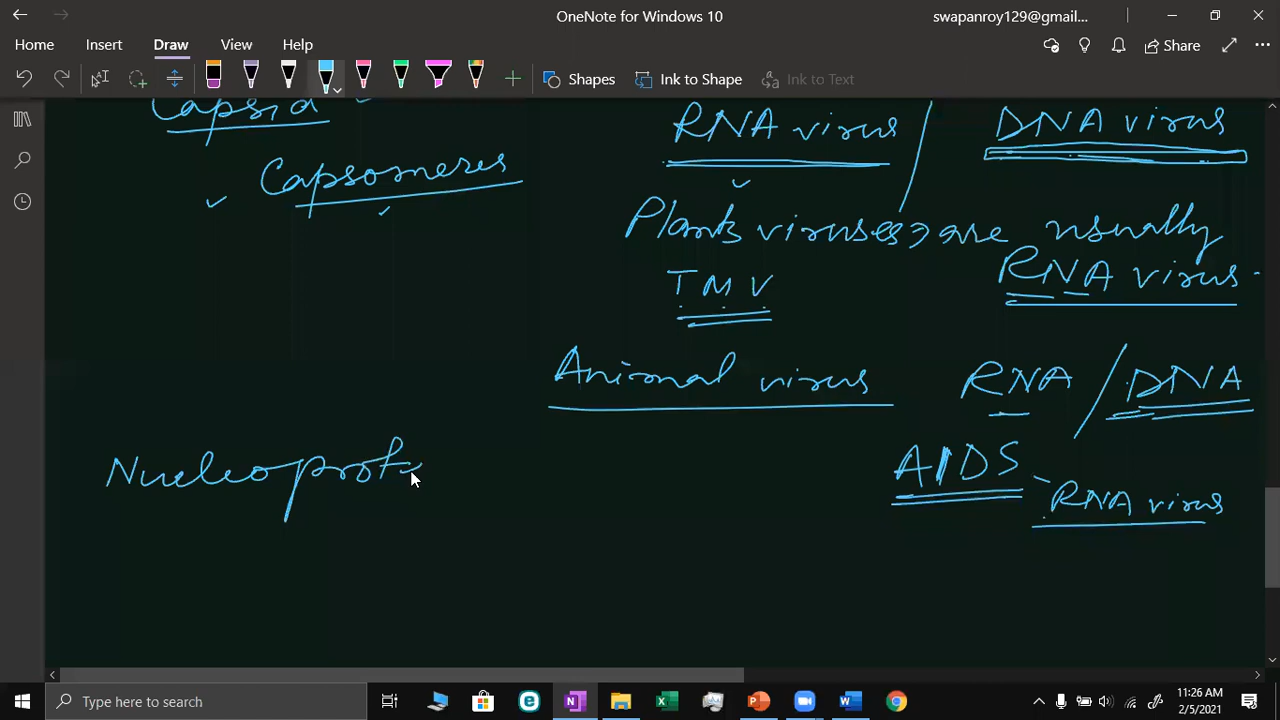 OneNote for Windows 10
swapanroy129@gmail...
Home Insert Draw View Help
Share
Shapes Ink to Shape Ink to Text
Capsid
Capsomeres
RNA virus / DNA virus
Plants viruses are usually
RNA virus
TMV
Animal virus RNA / DNA
AIDS - RNA virus
Nucleoprot
Type here to search
11:26 AM
2/5/2021